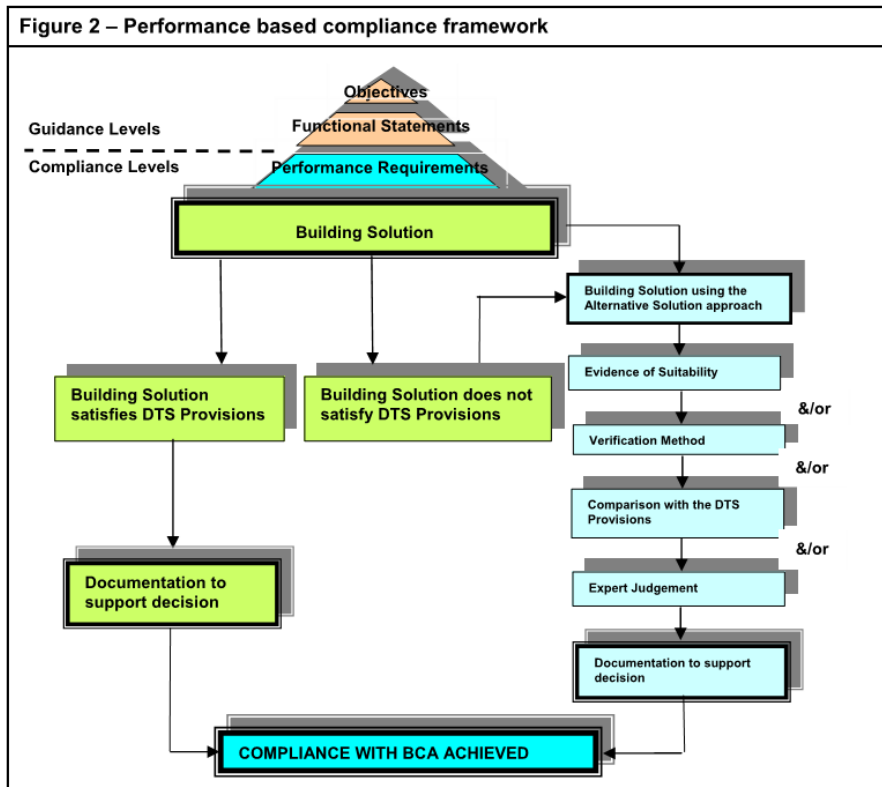 Figure 2 – Performance based compliance framework
Objectives
Guidance Levels
Functional Statements
Compliance Levels
Performance Requirements
Building Solution
Building Solution using the
Alternative Solution approach
Evidence of Suitability
Building Solution
satisfies DTS Provisions
Building Solution does not
satisfy DTS Provisions
&/or
Verification Method
&/or
Comparison with the DTS
Provisions
&/or
Expert Judgement
Documentation to
support decision
Documentation to support
decision
COMPLIANCE WITH BCA ACHIEVED